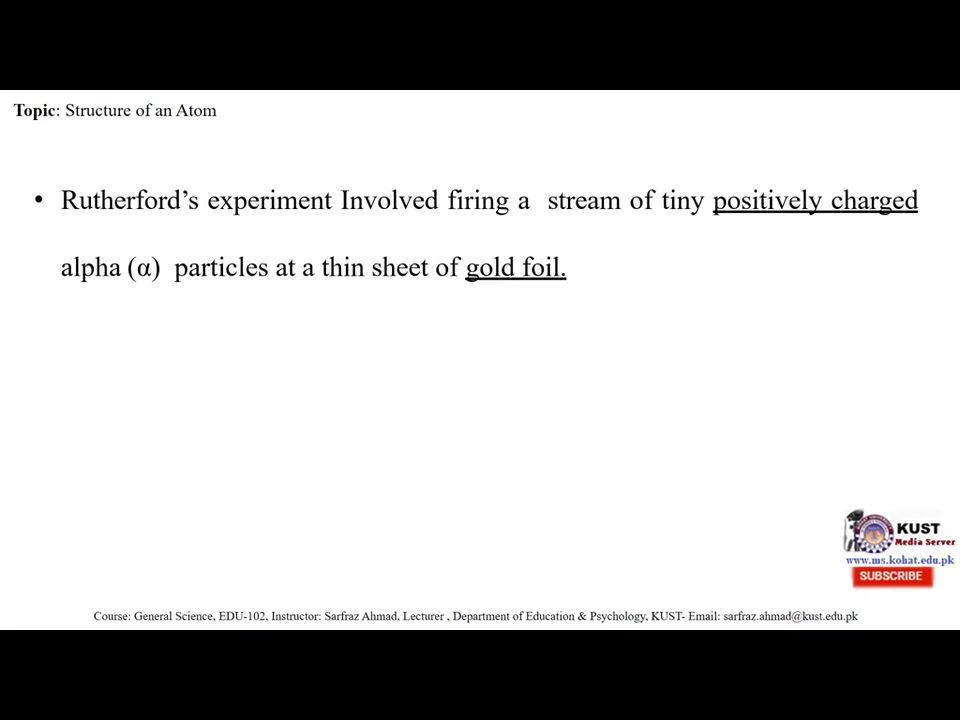 Topic: Structure of an Atom
• Rutherford’s experiment Involved firing a stream of tiny positively charged
alpha (α) particles at a thin sheet of gold foil.
KUST
Media Server
www.ms.kohat.edu.pk
SUBSCRIBE
Course: General Science, EDU-102, Instructor: Sarfraz Ahmad, Lecturer , Department of Education & Psychology, KUST- Email: sarfraz.ahmad@kust.edu.pk